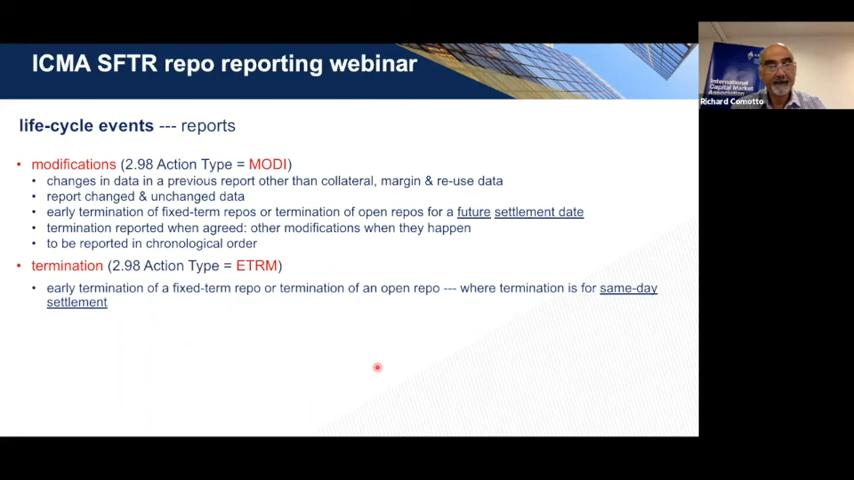 ICMA SFTR repo reporting webinar
life-cycle events --- reports
• modifications (2.98 Action Type = MODI)
• changes in data in a previous report other than collateral, margin & re-use data
• report changed & unchanged data
• early termination of fixed-term repos or termination of open repos for a future settlement date
• termination reported when agreed: other modifications when they happen
• to be reported in chronological order
• termination (2.98 Action Type = ETRM)
• early termination of a fixed-term repo or termination of an open repo --- where termination is for same-day
settlement
International
Capital Market
Association
Richard Comotto